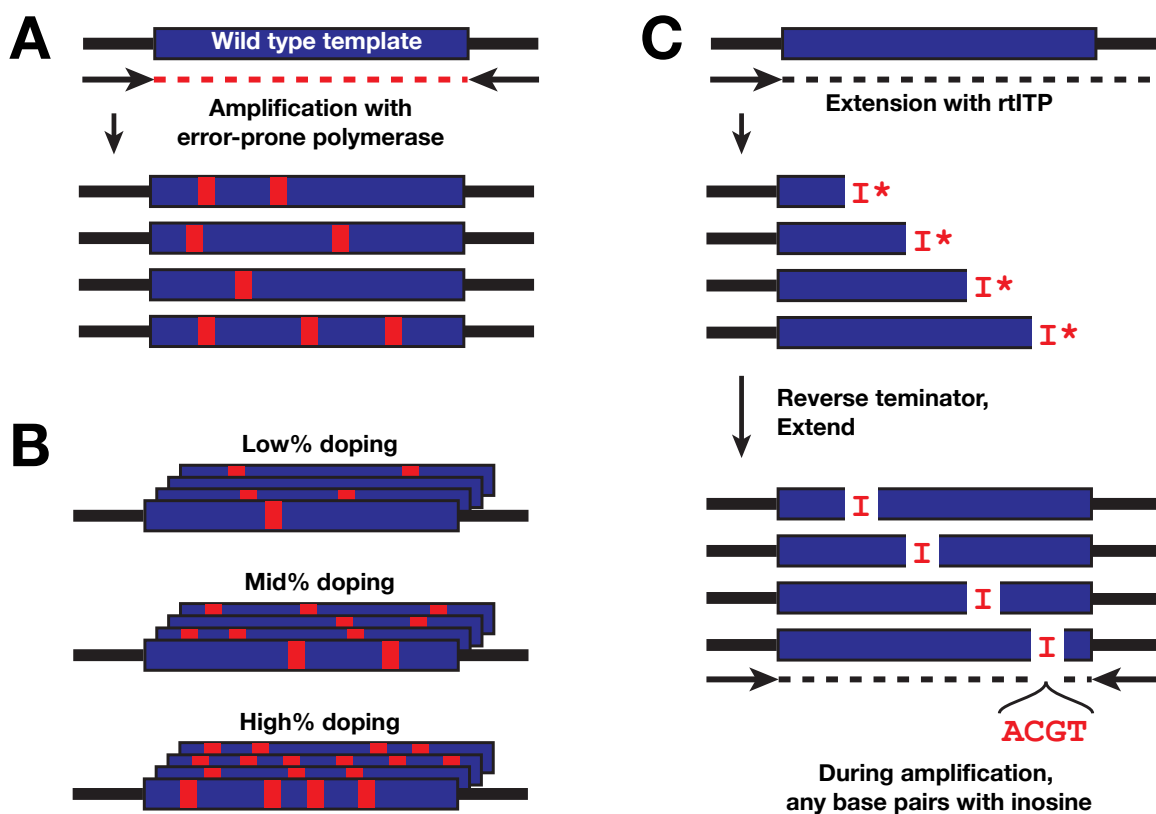 A
Wild type template
Amplification with
error-prone polymerase
B
Low% doping
Mid% doping
High% doping
C
Extension with rtITP
I*
I*
I*
I*
Reverse teminator,
Extend
I
I
I
I
ACGT
During amplification,
any base pairs with inosine